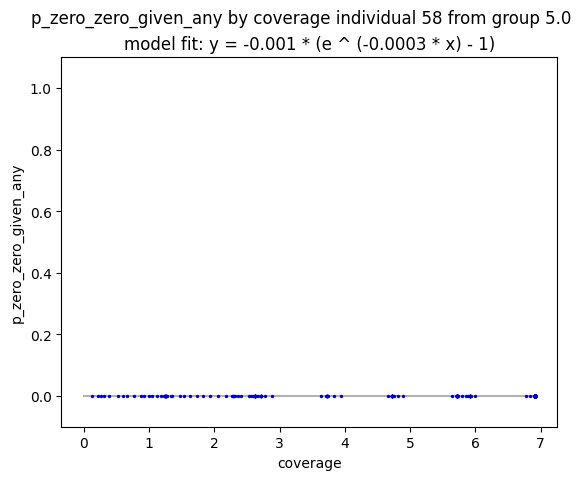 p_zero_zero_given_any by coverage individual 58 from group 5.0
model fit: y = -0.001 * (e ^ (-0.0003 * x) - 1)
1.0
0.8
0.6
0.4
0.2
0.0
p_zero_zero_given_any
0 1 2 3 4 5 6 7
coverage